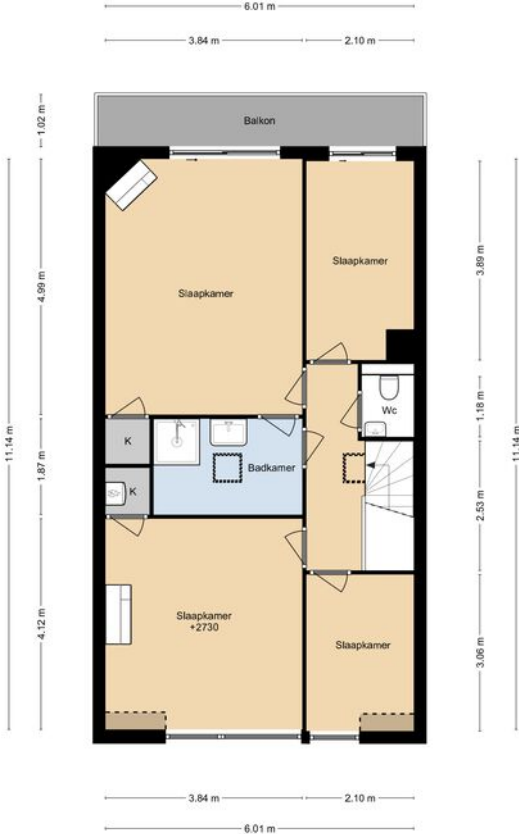 6.01 m
3.84 m
2.10 m
1.02 m
Balkon
11.14 m
4.99 m
Slaapkamer
Slaapkamer
3.89 m
11.14 m
Wc
1.18 m
K
1.87 m
Badkamer
K
2.53 m
4.12 m
Slaapkamer
+2730
Slaapkamer
3.06 m
3.84 m
2.10 m
6.01 m